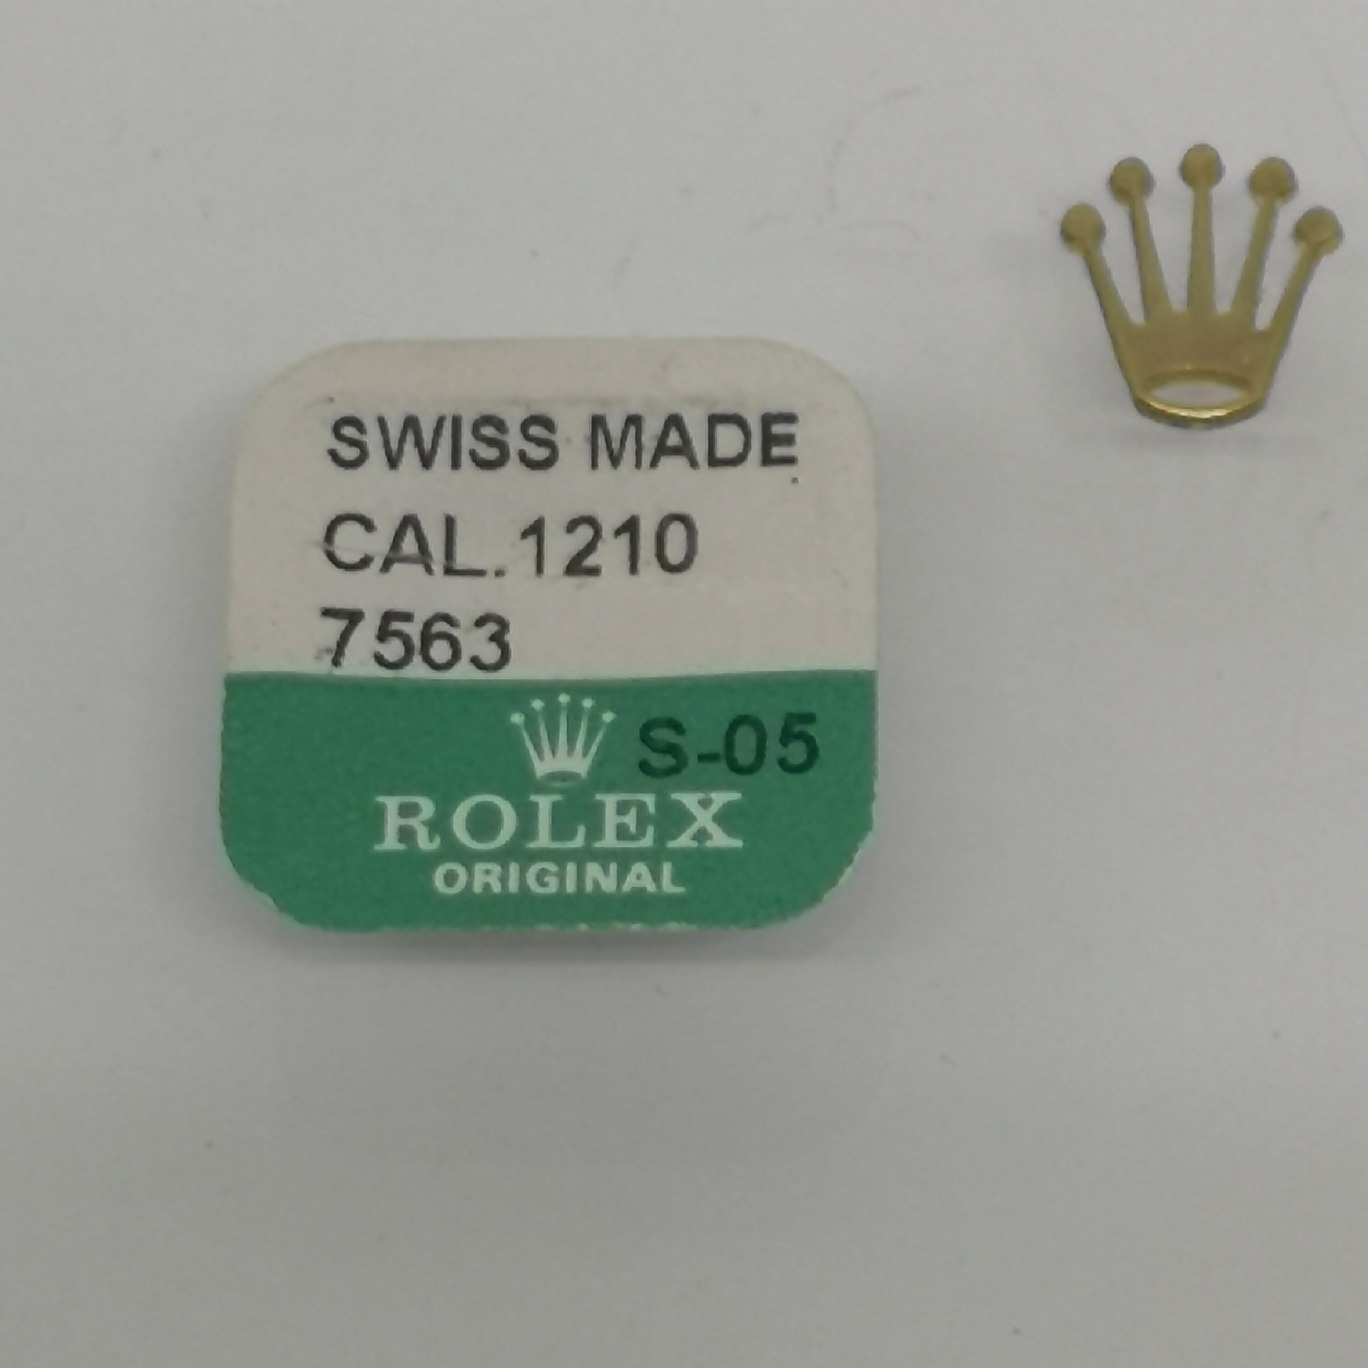 SWISS MADE
CAL.1210
7563
S-05
ROLEX
ORIGINAL